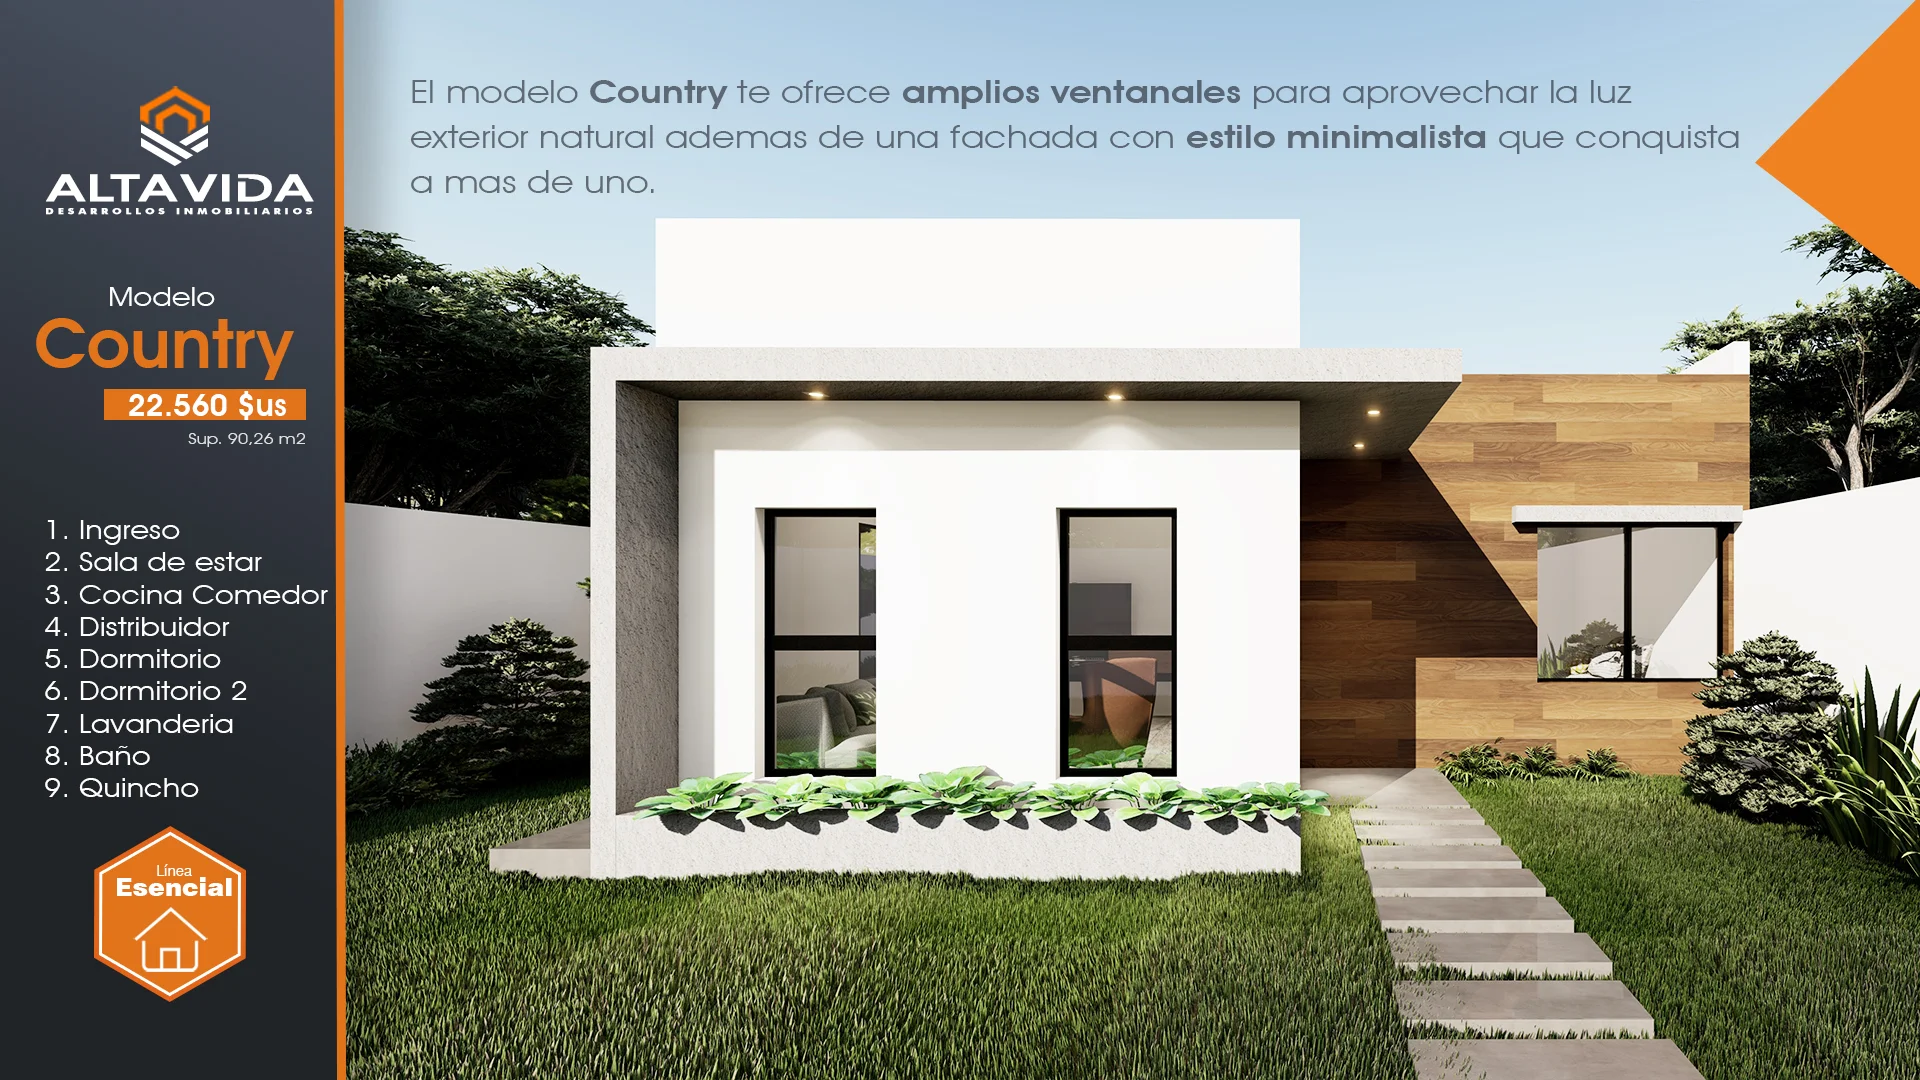 ALTAVIDA
DESARROLLOS INMOBILIARIOS
Modelo
Country
22.560 $us
Sup. 90,26 m2
1. Ingreso
2. Sala de estar
3. Cocina Comedor
4. Distribuidor
5. Dormitorio
6. Dormitorio 2
7. Lavanderia
8. Baño
9. Quincho
Línea
Esencial
El modelo Country te ofrece amplios ventanales para aprovechar la luz
exterior natural ademas de una fachada con estilo minimalista que conquista
a mas de uno.